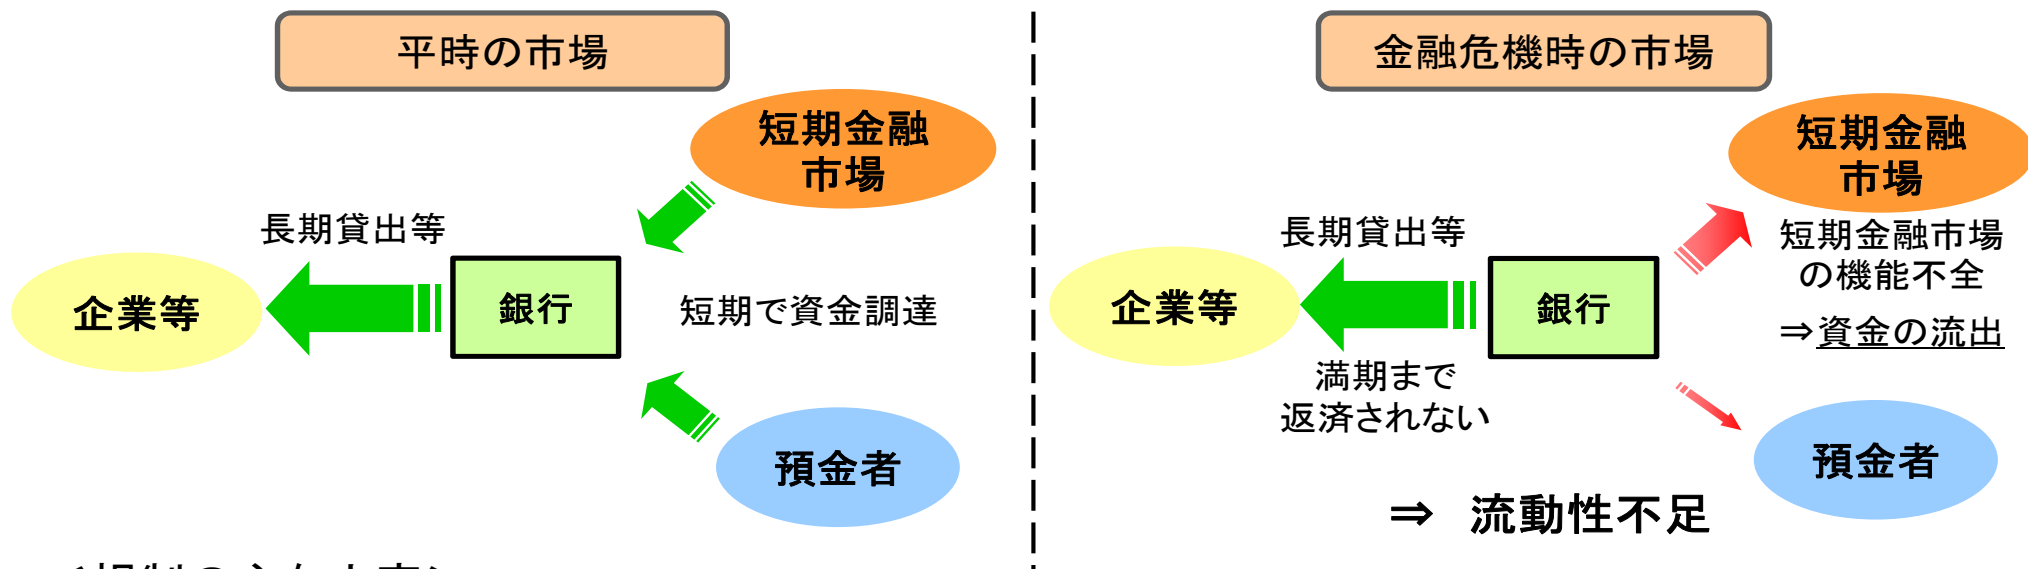 平時の市場
短期金融
市場
長期貸出等
企業等
銀行
短期で資金調達
預金者
金融危機時の市場
短期金融
市場
長期貸出等
短期金融市場
の機能不全
⇒資金の流出
企業等
銀行
満期まで
返済されない
預金者
⇒ 流動性不足